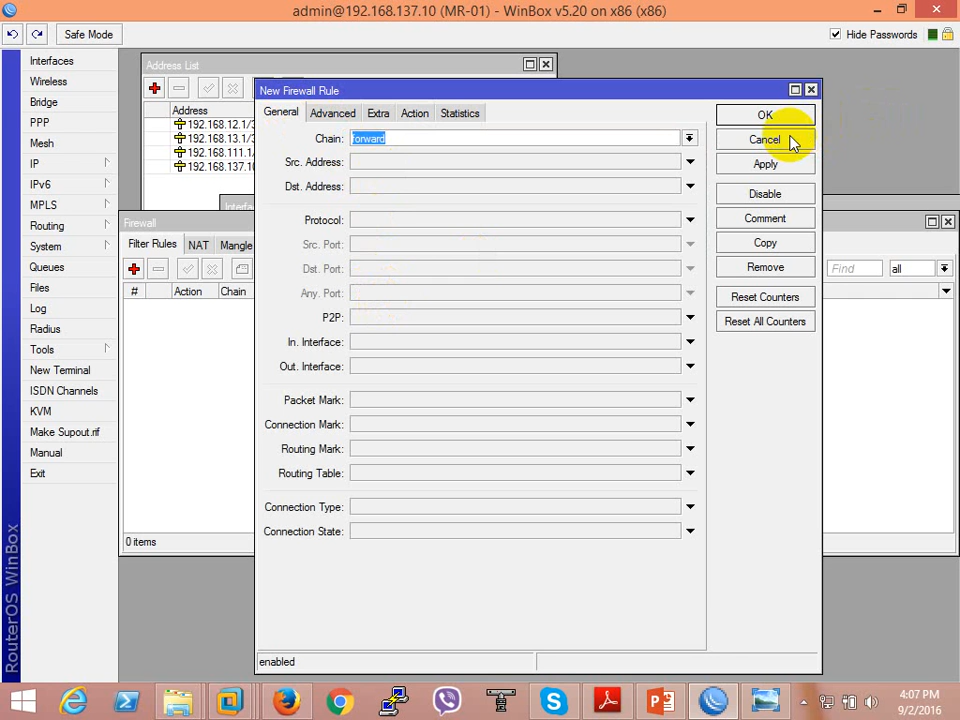 admin@192.168.137.10 (MR-01) - WinBox v5.20 on x86 (x86)
Safe Mode
Hide Passwords
Interfaces
Wireless
Bridge
PPP
Mesh
IP
IPv6
MPLS
Routing
System
Queues
Files
Log
Radius
Tools
New Terminal
ISDN Channels
KVM
Make Supout.rif
Manual
Exit
RouterOS WinBox
Address List
Address
192.168.12.1/
192.168.13.1/
192.168.111.1
192.168.137.10
Firewall
Filter Rules
NAT
Mangle
Find
all
#
Action
Chain
0 items
New Firewall Rule
General
Advanced
Extra
Action
Statistics
Chain:
forward
Src. Address:
Dst. Address:
Protocol:
Src. Port:
Dst. Port:
Any. Port:
P2P:
In. Interface:
Out. Interface:
Packet Mark:
Connection Mark:
Routing Mark:
Routing Table:
Connection Type:
Connection State:
OK
Cancel
Apply
Disable
Comment
Copy
Remove
Reset Counters
Reset All Counters
enabled
4:07 PM
9/2/2016